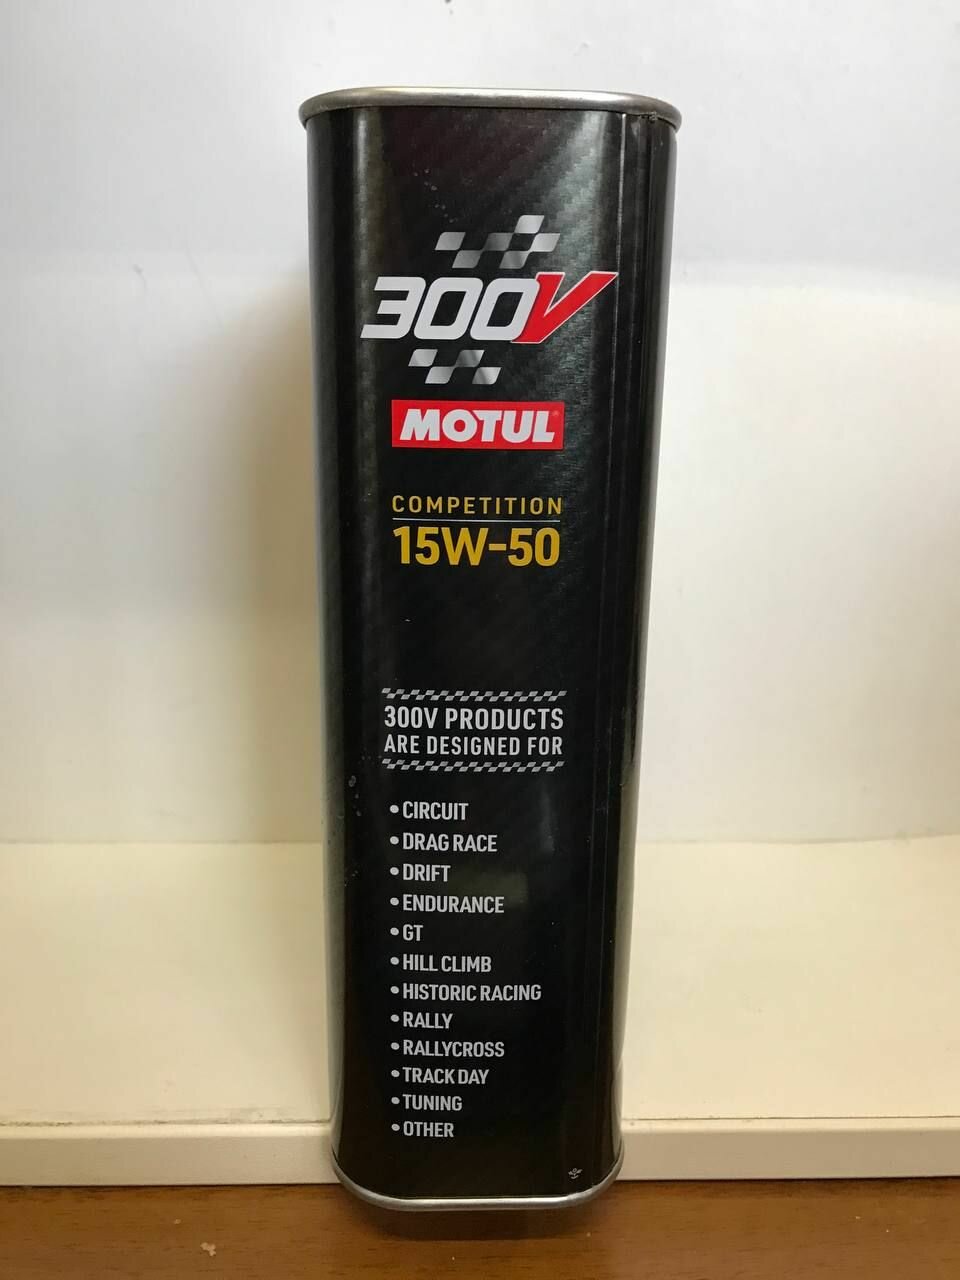 300V
MOTUL
COMPETITION
15W-50
300V PRODUCTS
ARE DESIGNED FOR
• CIRCUIT
• DRAG RACE
• DRIFT
• ENDURANCE
• GT
• HILL CLIMB
• HISTORIC RACING
• RALLY
• RALLYCROSS
• TRACK DAY
• TUNING
• OTHER